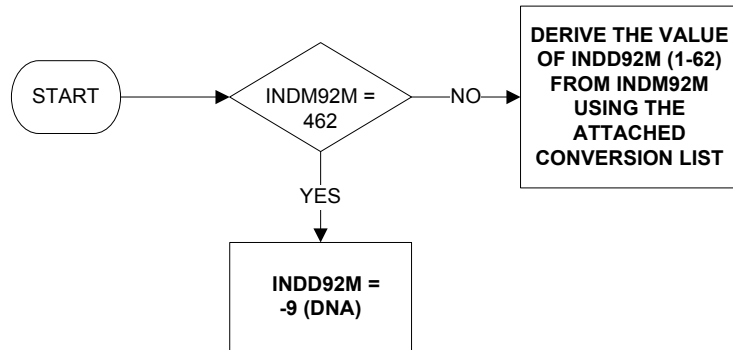 START
INDM92M =
462
NO
DERIVE THE VALUE
OF INDD92M (1-62)
FROM INDM92M
USING THE
ATTACHED
CONVERSION LIST
YES
INDD92M =
-9 (DNA)